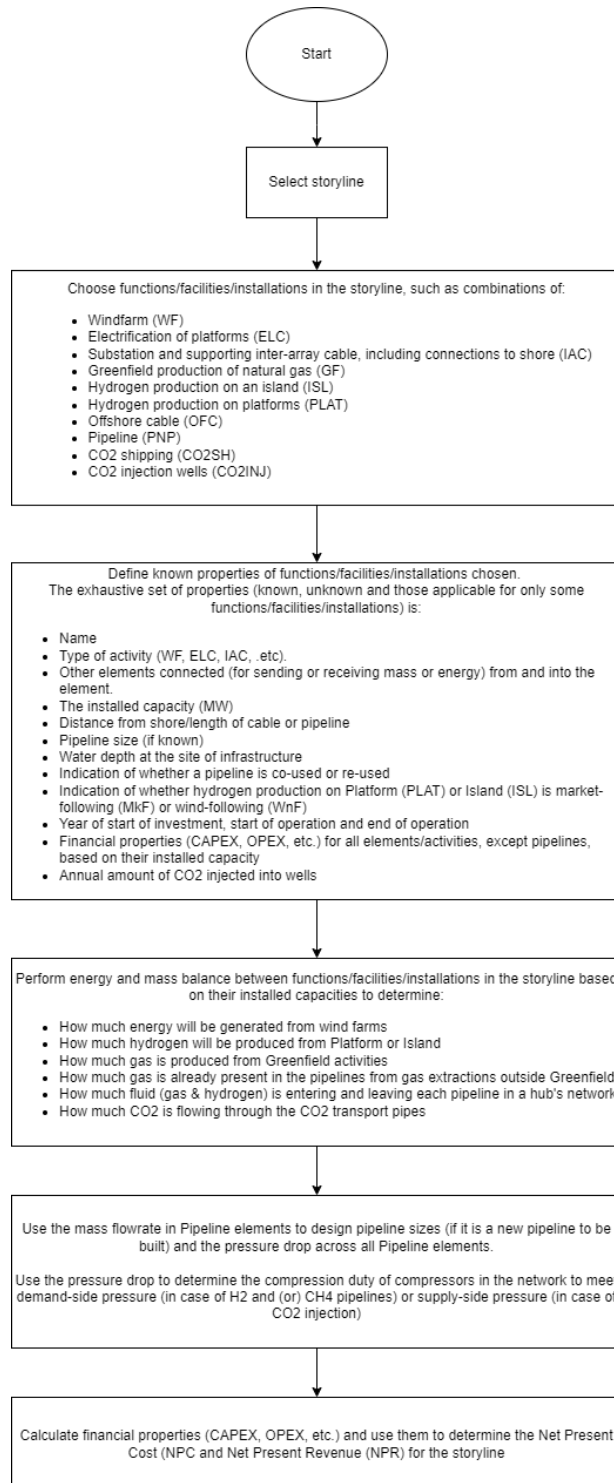 Start
Select storyline
Choose functions/facilities/installations in the storyline, such as combinations of:
• Windfarm (WF)
• Electrification of platforms (ELC)
• Substation and supporting inter-array cable, including connections to shore (IAC)
• Greenfield production of natural gas (GF)
• Hydrogen production on an island (ISL)
• Hydrogen production on platforms (PLAT)
• Offshore cable (OFC)
• Pipeline (PNP)
• CO2 shipping (CO2SH)
• CO2 injection wells (CO2INJ)
Define known properties of functions/facilities/installations chosen.
The exhaustive set of properties (known, unknown and those applicable for only some
functions/facilities/installations) is:
• Name
• Type of activity (WF, ELC, IAC, .etc).
• Other elements connected (for sending or receiving mass or energy) from and into the
element.
• The installed capacity (MW)
• Distance from shore/length of cable or pipeline
• Pipeline size (if known)
• Water depth at the site of infrastructure
• Indication of whether a pipeline is co-used or re-used
• Indication of whether hydrogen production on Platform (PLAT) or Island (ISL) is market-
following (MkF) or wind-following (WnF)
• Year of start of investment, start of operation and end of operation
• Financial properties (CAPEX, OPEX, etc.) for all elements/activities, except pipelines,
based on their installed capacity
• Annual amount of CO2 injected into wells
Perform energy and mass balance between functions/facilities/installations in the storyline based
on their installed capacities to determine:
• How much energy will be generated from wind farms
• How much hydrogen will be produced from Platform or Island
• How much gas is produced from Greenfield activities
• How much gas is already present in the pipelines from gas extractions outside Greenfield
• How much fluid (gas & hydrogen) is entering and leaving each pipeline in a hub's network
• How much CO2 is flowing through the CO2 transport pipes
Use the mass flowrate in Pipeline elements to design pipeline sizes (if it is a new pipeline to be
built) and the pressure drop across all Pipeline elements.
Use the pressure drop to determine the compression duty of compressors in the network to meet
demand-side pressure (in case of H2 and (or) CH4 pipelines) or supply-side pressure (in case of
CO2 injection)
Calculate financial properties (CAPEX, OPEX, etc.) and use them to determine the Net Present
Cost (NPC and Net Present Revenue (NPR) for the storyline